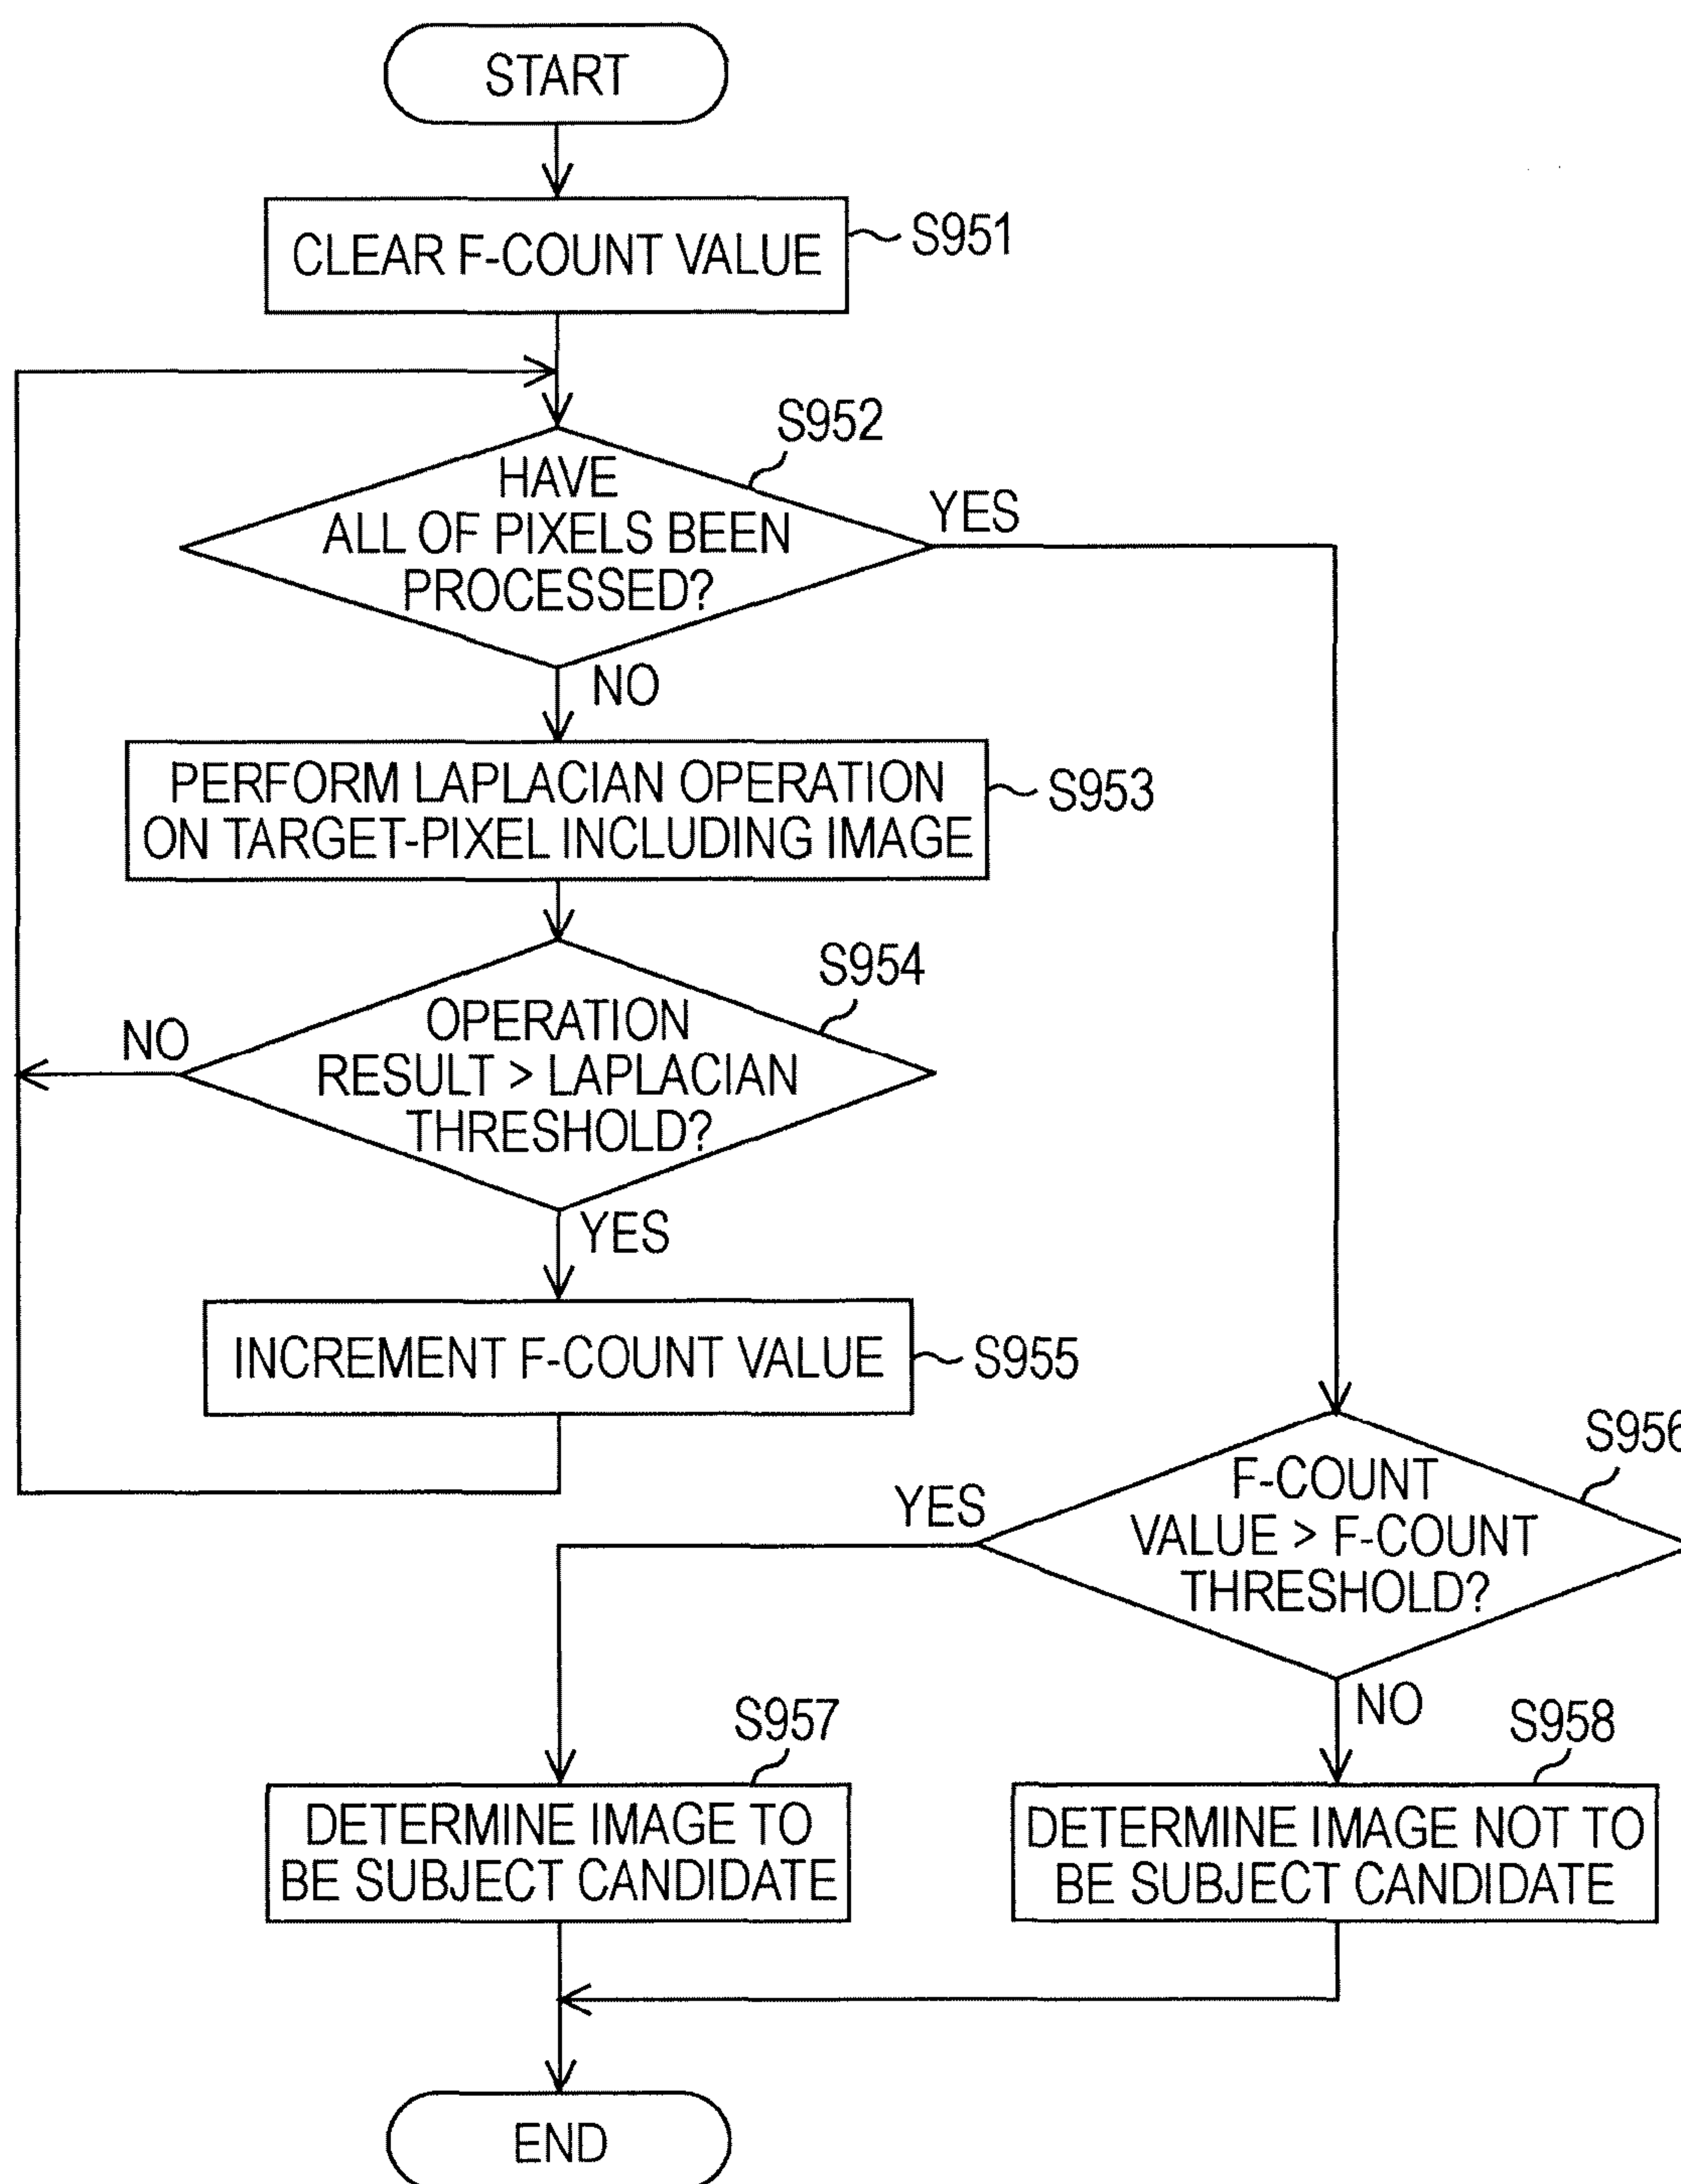 START
CLEAR F-COUNT VALUE
S951
S952
HAVE
ALL OF PIXELS BEEN
PROCESSED?
YES
NO
PERFORM LAPLACIAN OPERATION
ON TARGET-PIXEL INCLUDING IMAGE
S953
S954
OPERATION
RESULT > LAPLACIAN
THRESHOLD?
NO
YES
INCREMENT F-COUNT VALUE
S955
S956
F-COUNT
VALUE > F-COUNT
THRESHOLD?
YES
NO
S957
DETERMINE IMAGE TO
BE SUBJECT CANDIDATE
S958
DETERMINE IMAGE NOT TO
BE SUBJECT CANDIDATE
END